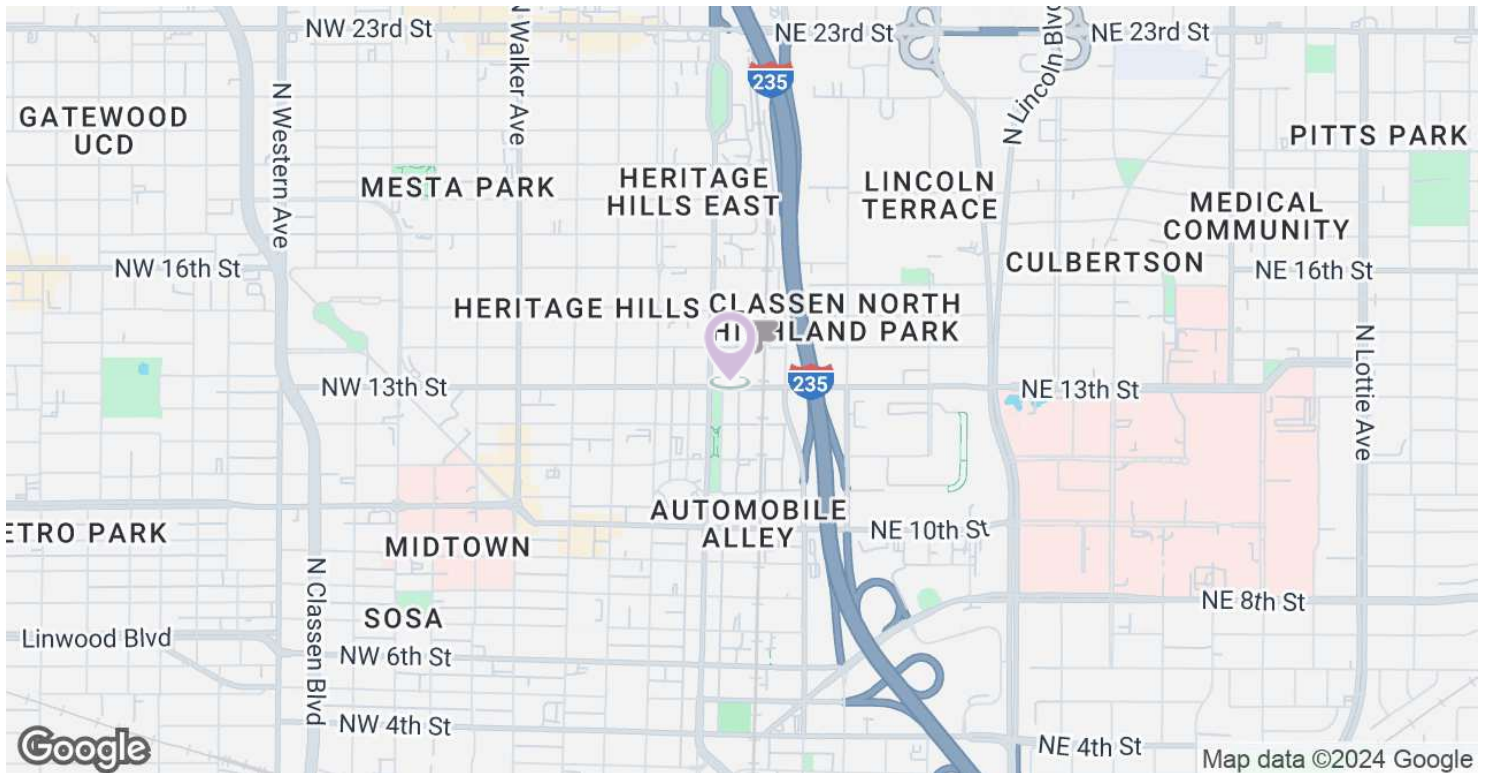 NW 23rd St
N Walker Ave
NE 23rd St
N Lincoln Blvd
NE 23rd St
235
GATEWOOD
UCD
N Western Ave
PITTS PARK
MESTA PARK
HERITAGE
HILLS EAST
LINCOLN
TERRACE
MEDICAL
COMMUNITY
NW 16th St
CULBERTSON
NE 16th St
HERITAGE HILLS
CLASSEN NORTH
HIGHLAND PARK
N Lottie Ave
NW 13th St
235
NE 13th St
AUTOMOBILE
ALLEY
NE 10th St
ETRO PARK
MIDTOWN
N Classen Blvd
NE 8th St
SOSA
Linwood Blvd
NW 6th St
NW 4th St
NE 4th St
Google
Map data ©2024 Google